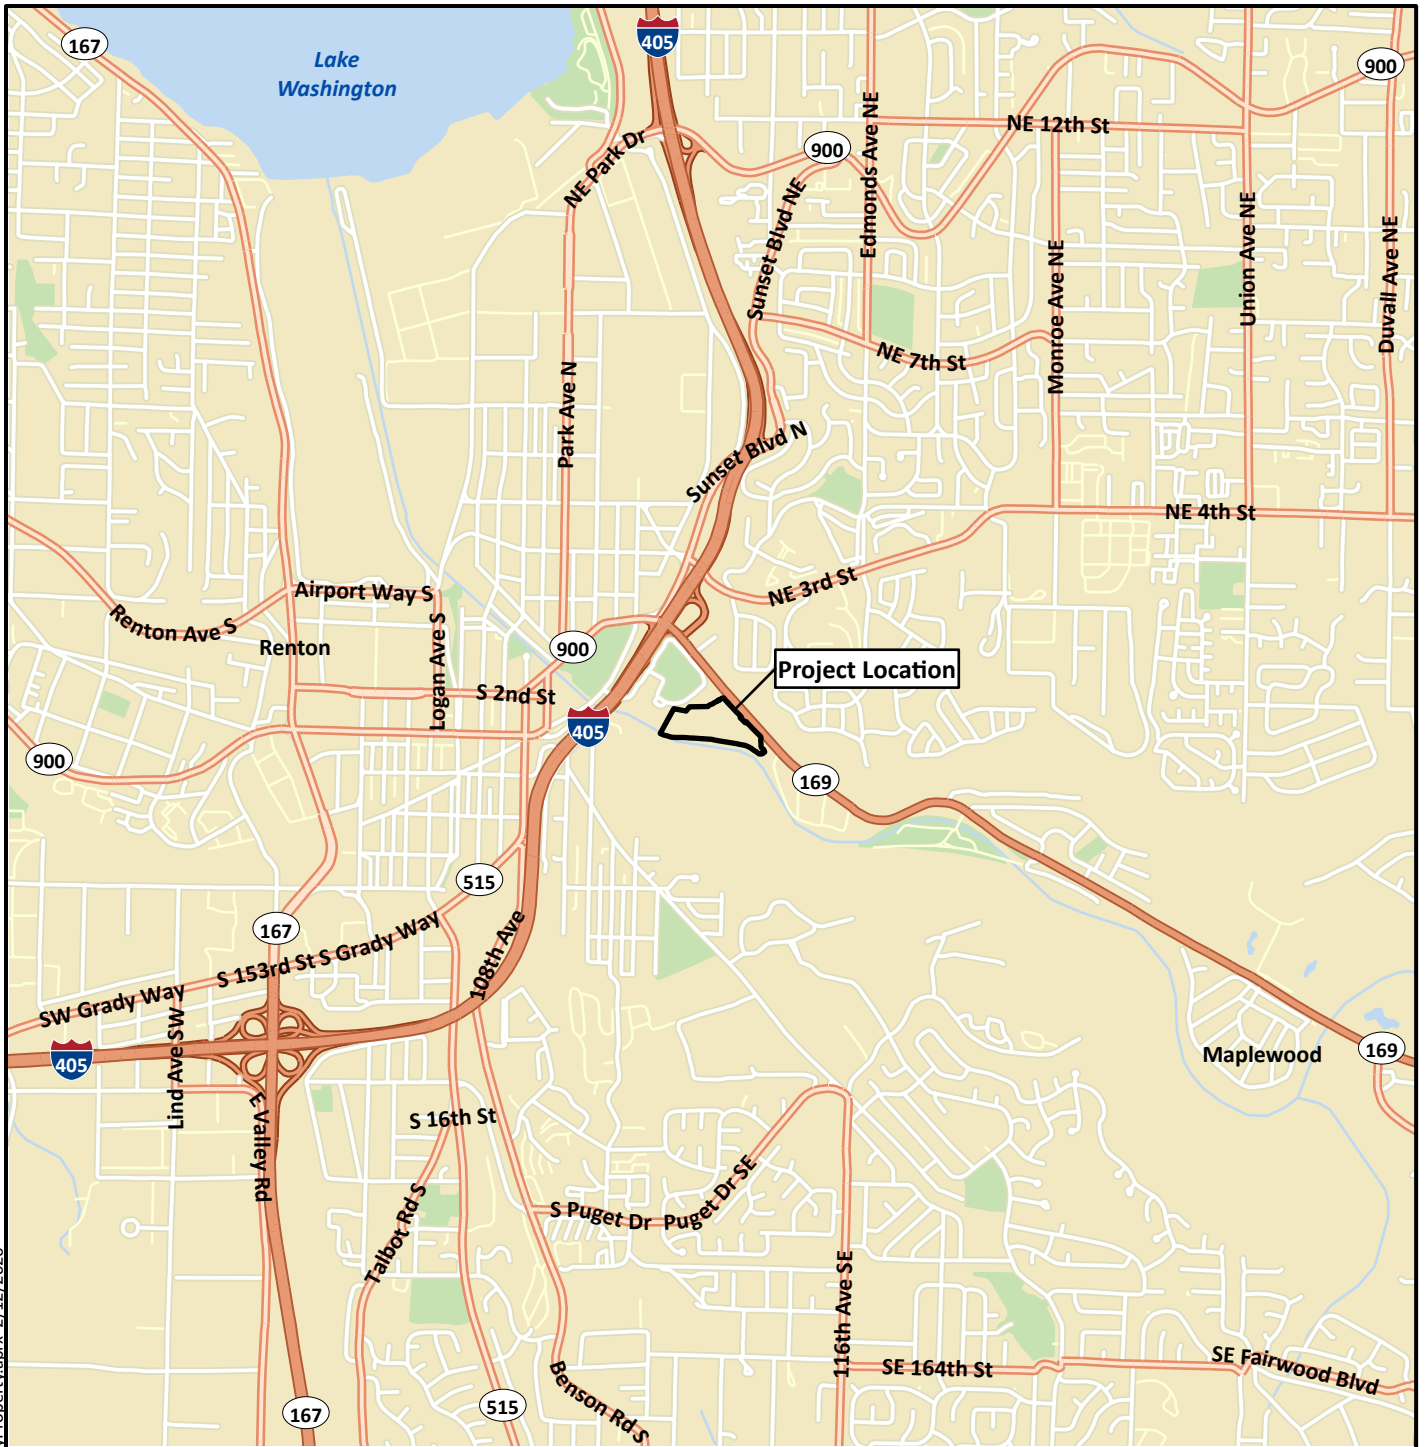 167
Lake
Washington
405
900
NE Park Dr
900
Edmonds Ave NE
NE 12th St
Sunset Blvd NE
Monroe Ave NE
Union Ave NE
Duvall Ave NE
NE 7th St
Park Ave N
Sunset Blvd N
NE 4th St
NE 3rd St
Airport Way S
Renton Ave S
Renton
Logan Ave S
900
S 2nd St
Project Location
405
900
169
515
167
S 153rd St
S Grady Way
108th Ave
SW Grady Way
Lind Ave SW
405
Maplewood
169
E Valley Rd
S 16th St
Talbot Rd S
S Puget Dr
Puget Dr SE
116th Ave SE
SE 164th St
SE Fairwood Blvd
Benson Rd S
167
515